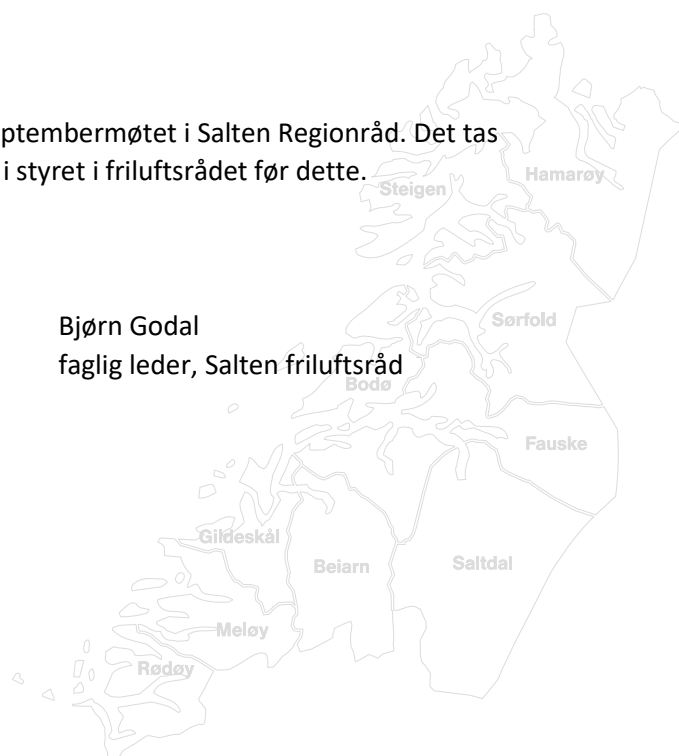 ptembermøtet i Salten Regionråd. Det tas
i styret i friluftsrådet før dette.
Steigen
Hamarøy
Bjørn Godal
faglig leder, Salten friluftsråd
Sørfold
Bodø
Fauske
Gildeskål
Beiarn
Saltdal
Meløy
Rødøy